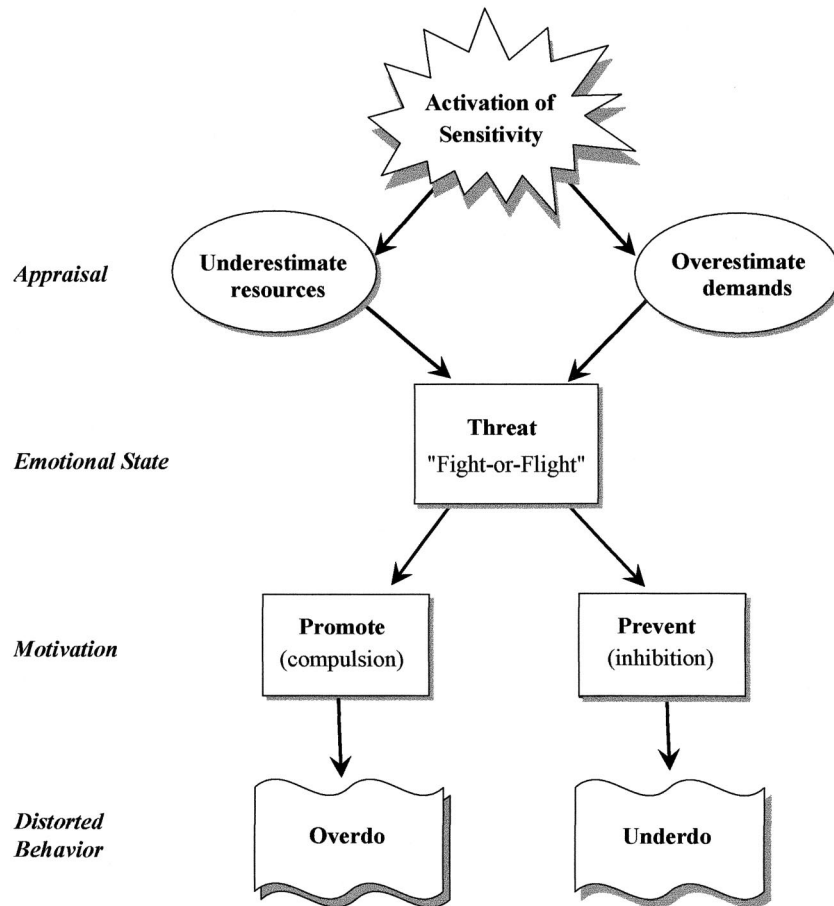 Activation of
Sensitivity
Appraisal
Underestimate
resources
Overestimate
demands
Emotional State
Threat
"Fight-or-Flight"
Motivation
Promote
(compulsion)
Prevent
(inhibition)
Distorted
Behavior
Overdo
Underdo